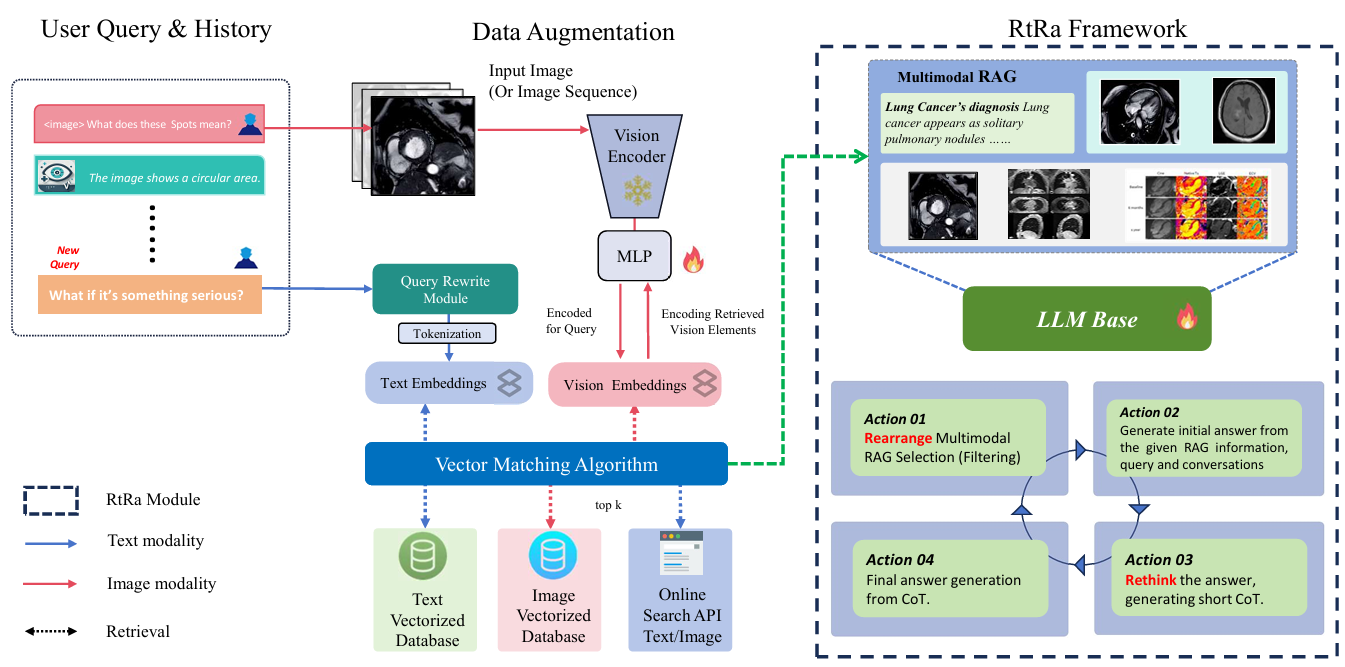 User Query & History
Data Augmentation
RtRa Framework
<image> What does these Spots mean?
The image shows a circular area.
New
Query
What if it's something serious?
Input Image
(Or Image Sequence)
Vision
Encoder
MLP
Query Rewrite
Module
Tokenization
Encoded
for Query
Encoding Retrieved
Vision Elements
Text Embeddings
Vision Embeddings
Vector Matching Algorithm
top k
Text
Vectorized
Database
Image
Vectorized
Database
Online
Search API
Text/Image
RtRa Module
Text modality
Image modality
Retrieval
Multimodal RAG
Lung Cancer's diagnosis Lung
cancer appears as solitary
pulmonary nodules ……
LLM Base
Action 01
Rearrange Multimodal
RAG Selection (Filtering)
Action 02
Generate initial answer from
the given RAG information,
query and conversations
Action 04
Final answer generation
from CoT.
Action 03
Rethink the answer,
generating short CoT.